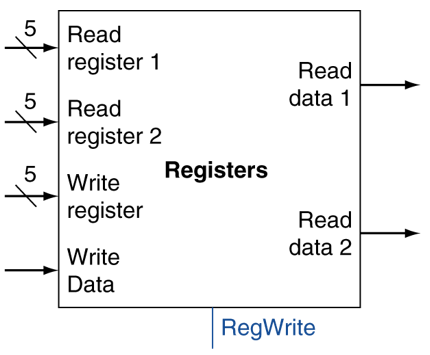 5
Read
register 1
5
Read
register 2
5
Write
register
Write
Data
Registers
Read
data 1
Read
data 2
RegWrite